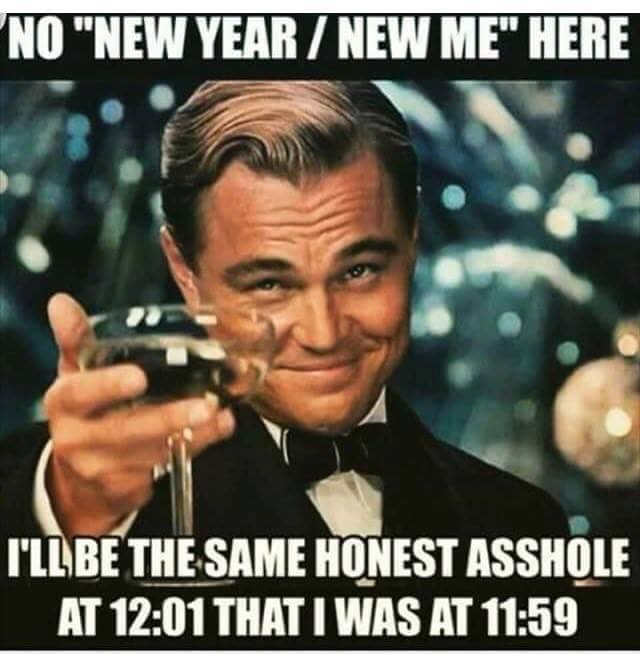 NO "NEW YEAR / NEW ME" HERE
I'LL BE THE SAME HONEST ASSHOLE
AT 12:01 THAT I WAS AT 11:59